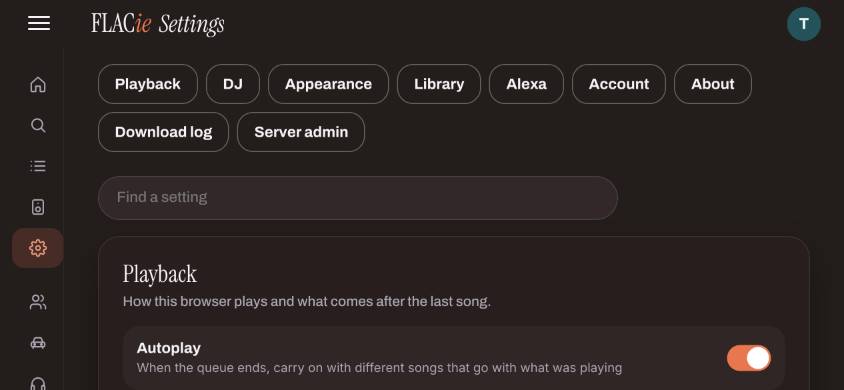 FLACie Settings
T
Playback DJ Appearance Library Alexa Account About
Download log Server admin
Find a setting
Playback
How this browser plays and what comes after the last song.
Autoplay
When the queue ends, carry on with different songs that go with what was playing